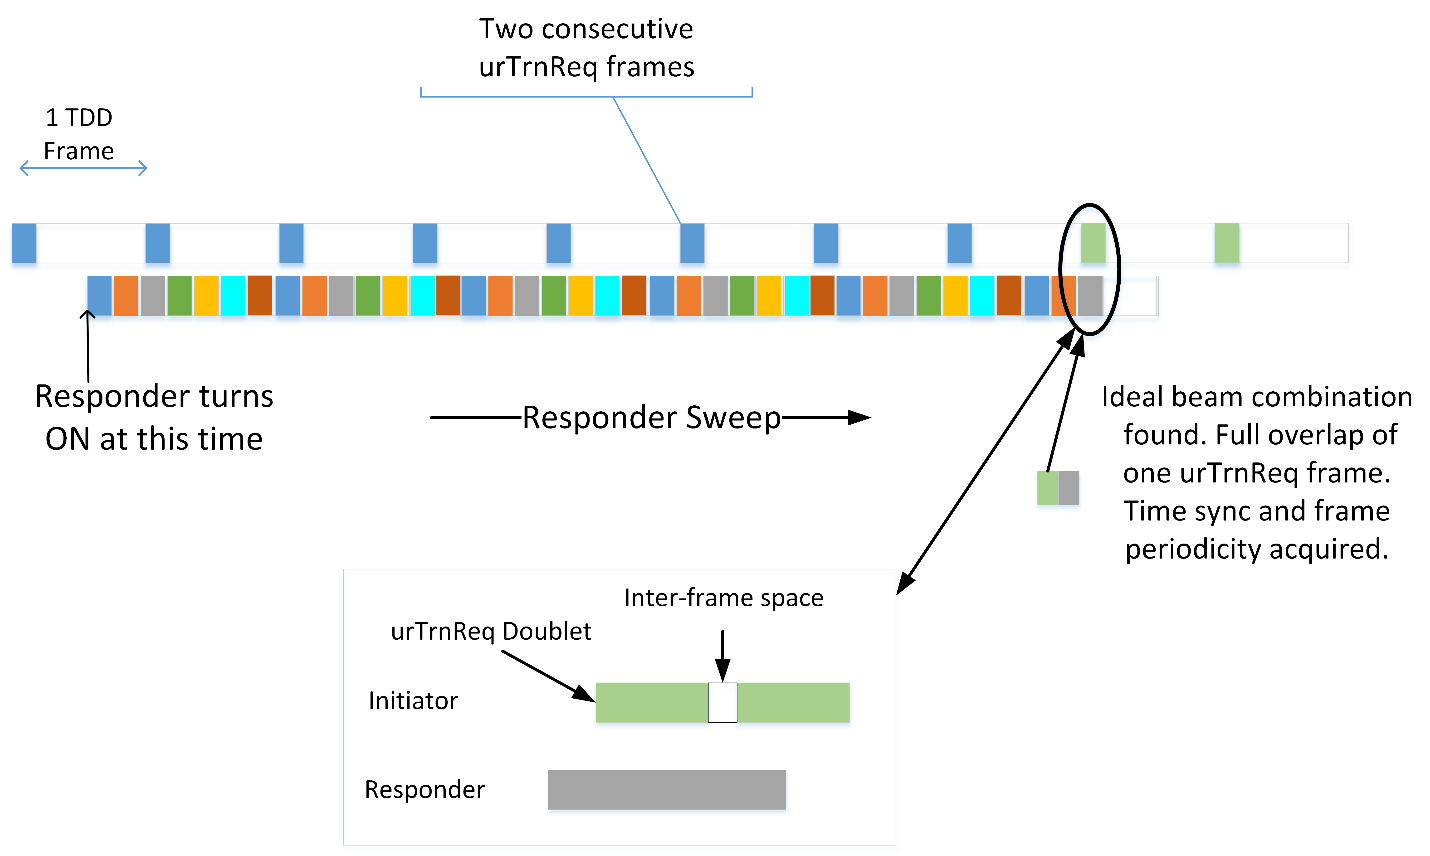 Two consecutive
urTrnReq frames
1 TDD
Frame
Responder turns
ON at this time
Responder Sweep
Ideal beam combination
found. Full overlap of
one urTrnReq frame.
Time sync and frame
periodicity acquired.
Inter-frame space
urTrnReq Doublet
Initiator
Responder